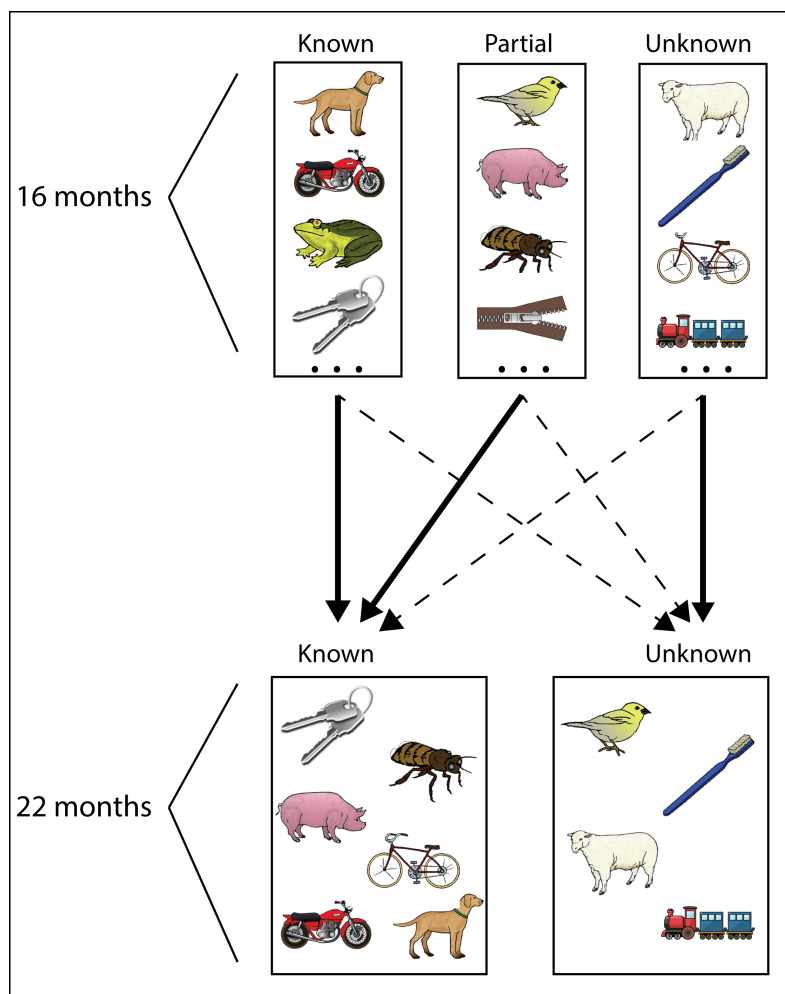 Known Partial Unknown
16 months
• • • • • • • • •
Known Unknown
22 months